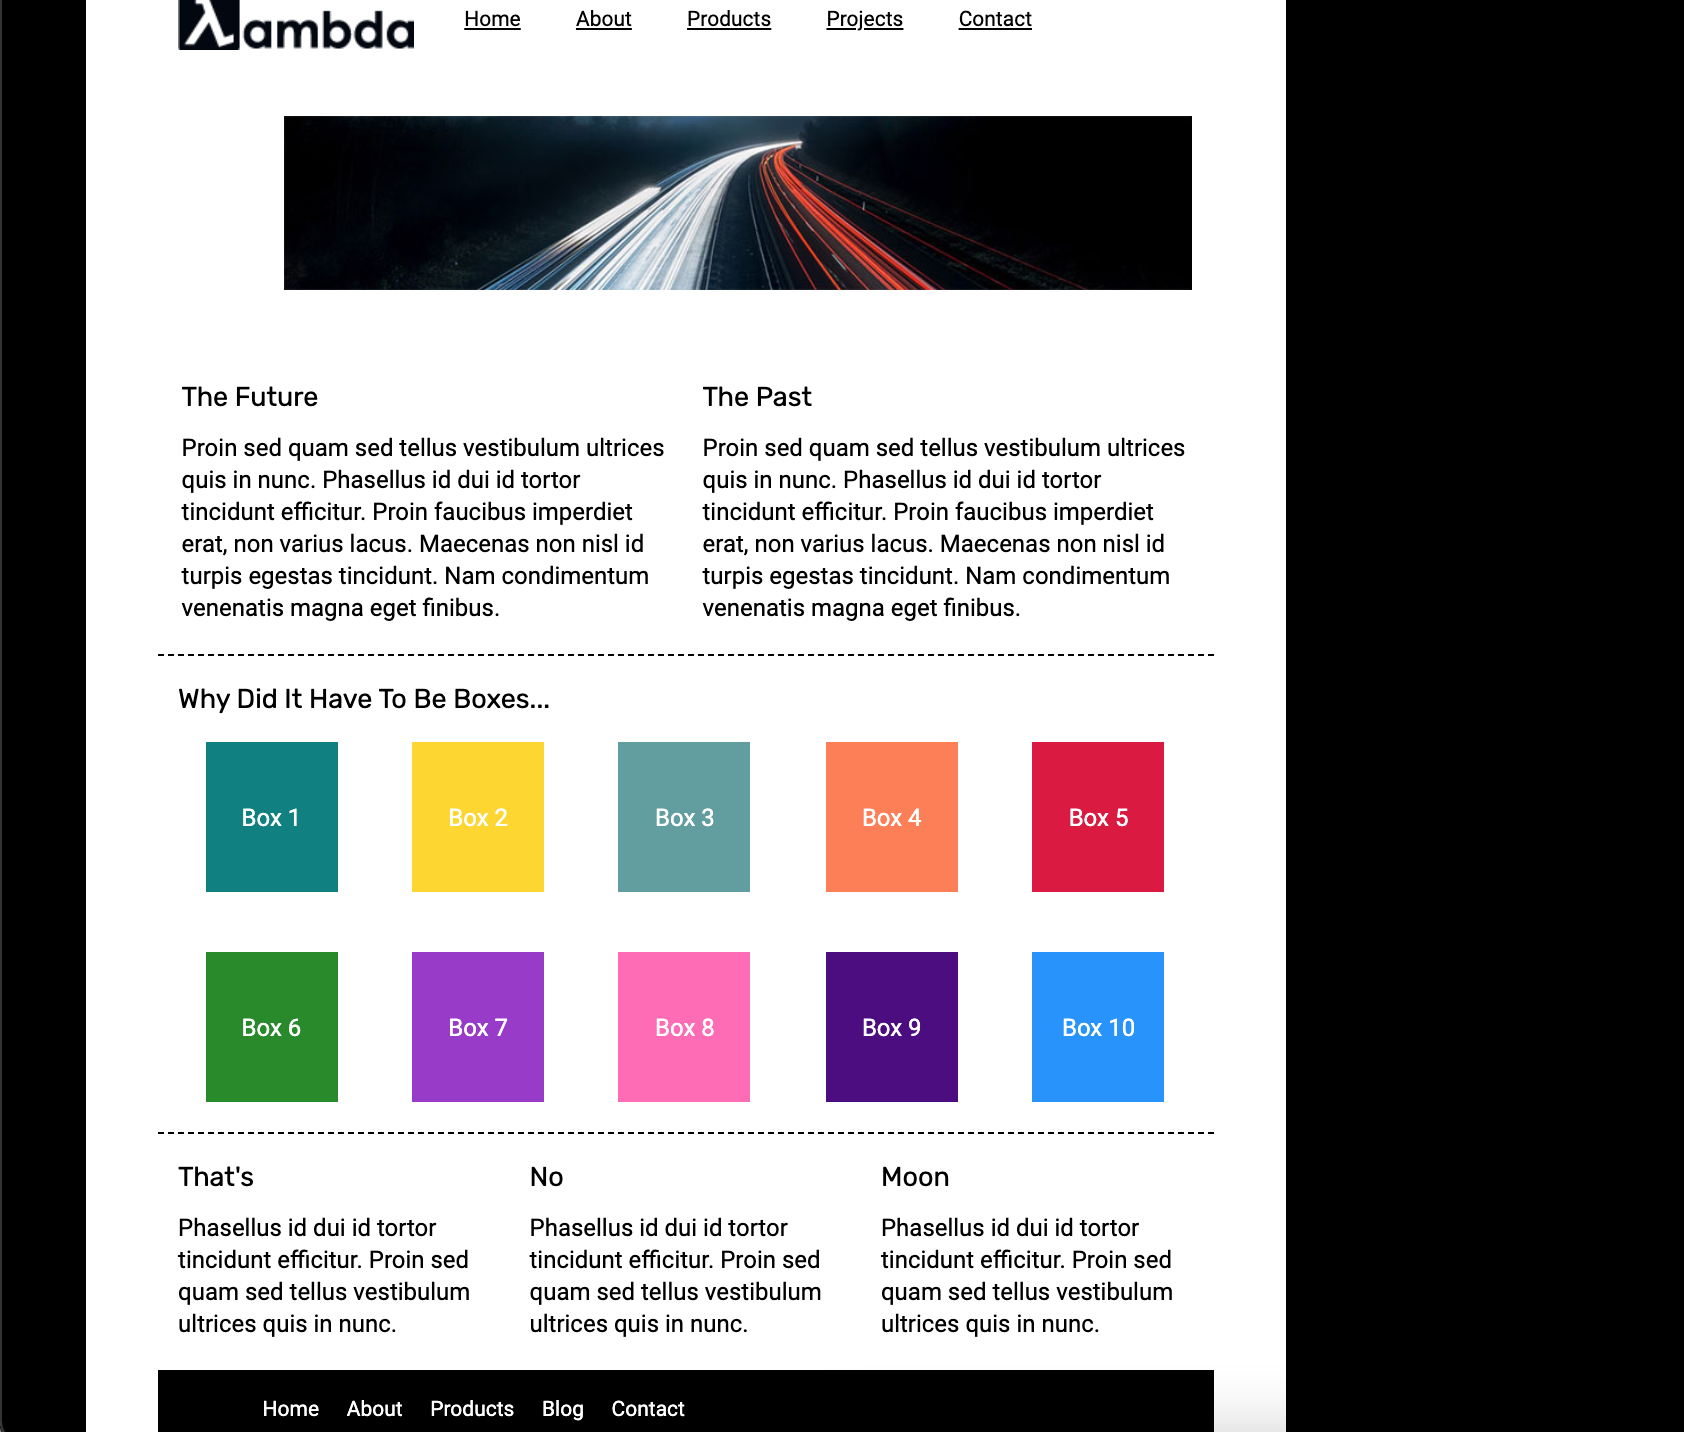 λambda
Home About Products Projects Contact
The Future
Proin sed quam sed tellus vestibulum ultrices
quis in nunc. Phasellus id dui id tortor
tincidunt efficitur. Proin faucibus imperdiet
erat, non varius lacus. Maecenas non nisl id
turpis egestas tincidunt. Nam condimentum
venenatis magna eget finibus.
The Past
Proin sed quam sed tellus vestibulum ultrices
quis in nunc. Phasellus id dui id tortor
tincidunt efficitur. Proin faucibus imperdiet
erat, non varius lacus. Maecenas non nisl id
turpis egestas tincidunt. Nam condimentum
venenatis magna eget finibus.
Why Did It Have To Be Boxes...
Box 1 Box 2 Box 3 Box 4 Box 5
Box 6 Box 7 Box 8 Box 9 Box 10
That's
Phasellus id dui id tortor
tincidunt efficitur. Proin sed
quam sed tellus vestibulum
ultrices quis in nunc.
No
Phasellus id dui id tortor
tincidunt efficitur. Proin sed
quam sed tellus vestibulum
ultrices quis in nunc.
Moon
Phasellus id dui id tortor
tincidunt efficitur. Proin sed
quam sed tellus vestibulum
ultrices quis in nunc.
Home About Products Blog Contact